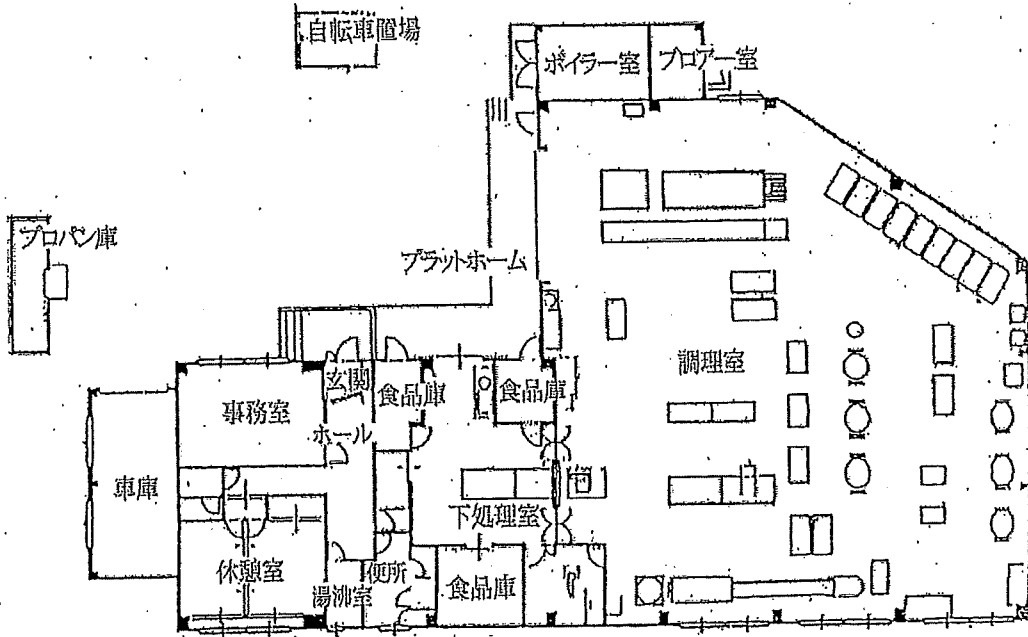 自転車置場
ボイラー室
ブロアー室
プロパン庫
プラットホーム
玄関
食品庫
食品庫
調理室
事務室
ホール
車庫
下処理室
休憩室
湯沸室
便所
食品庫